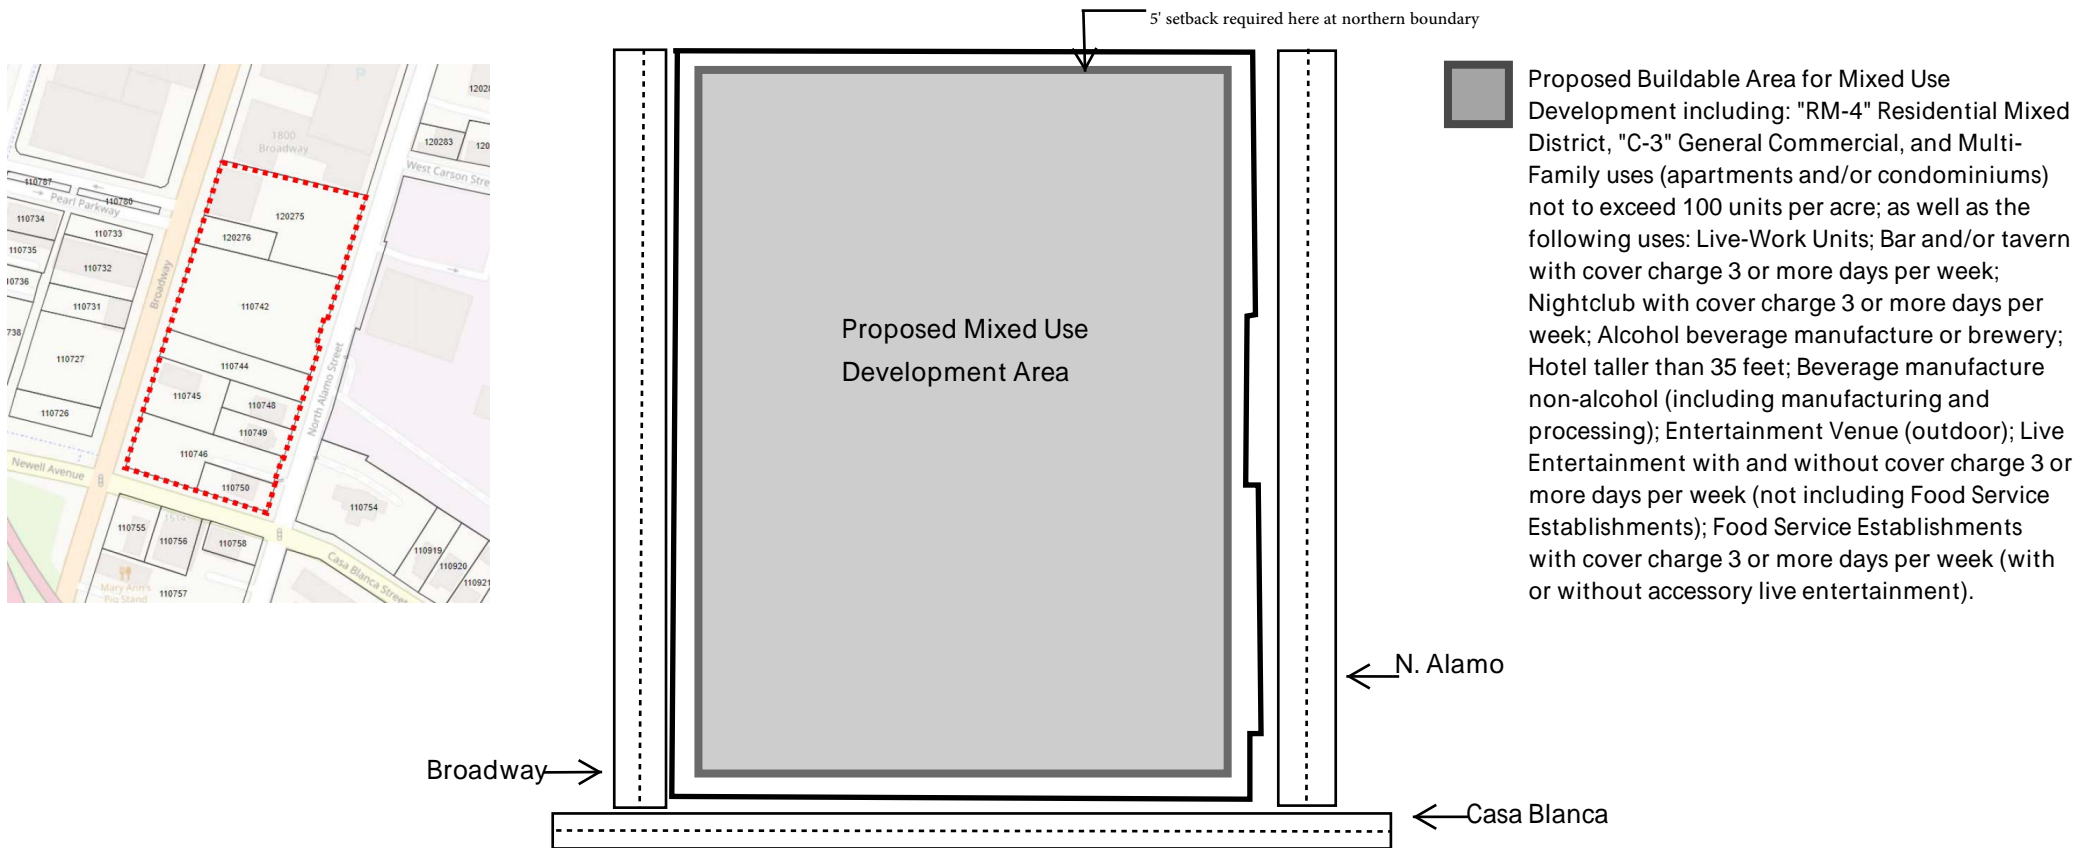 5' setback required here at northern boundary
P
1202
1800
Broadway
120283
120
West Carson Stre
110787
Pearl Parkway
110780
120275
110734
110733
120276
110735
110732
10736
Broadway
110731
110742
738
110727
110744
North Alamo Street
110745
110748
110726
110749
110746
Newell Avenue
110750
110754
1514
110755
110756
110758
110919
110920
110921
Casa Blanca Street
Mary Ann's
Pig Stand
110757
Proposed Mixed Use
Development Area
Proposed Buildable Area for Mixed Use
Development including: "RM-4" Residential Mixed
District, "C-3" General Commercial, and Multi-
Family uses (apartments and/or condominiums)
not to exceed 100 units per acre; as well as the
following uses: Live-Work Units; Bar and/or tavern
with cover charge 3 or more days per week;
Nightclub with cover charge 3 or more days per
week; Alcohol beverage manufacture or brewery;
Hotel taller than 35 feet; Beverage manufacture
non-alcohol (including manufacturing and
processing); Entertainment Venue (outdoor); Live
Entertainment with and without cover charge 3 or
more days per week (not including Food Service
Establishments); Food Service Establishments
with cover charge 3 or more days per week (with
or without accessory live entertainment).
N. Alamo
Broadway
Casa Blanca